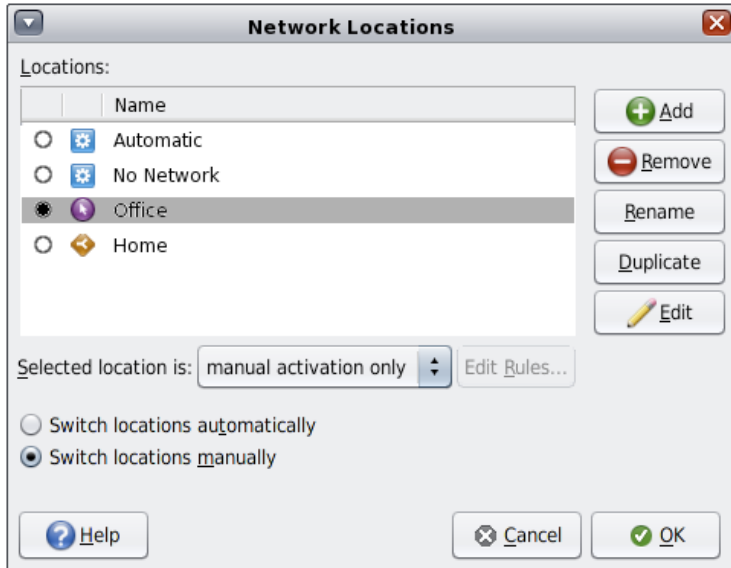 Network Locations
Locations:
Name
Automatic
No Network
Office
Home
Add
Remove
Rename
Duplicate
Edit
Selected location is: manual activation only Edit Rules...
Switch locations automatically
Switch locations manually
Help Cancel OK